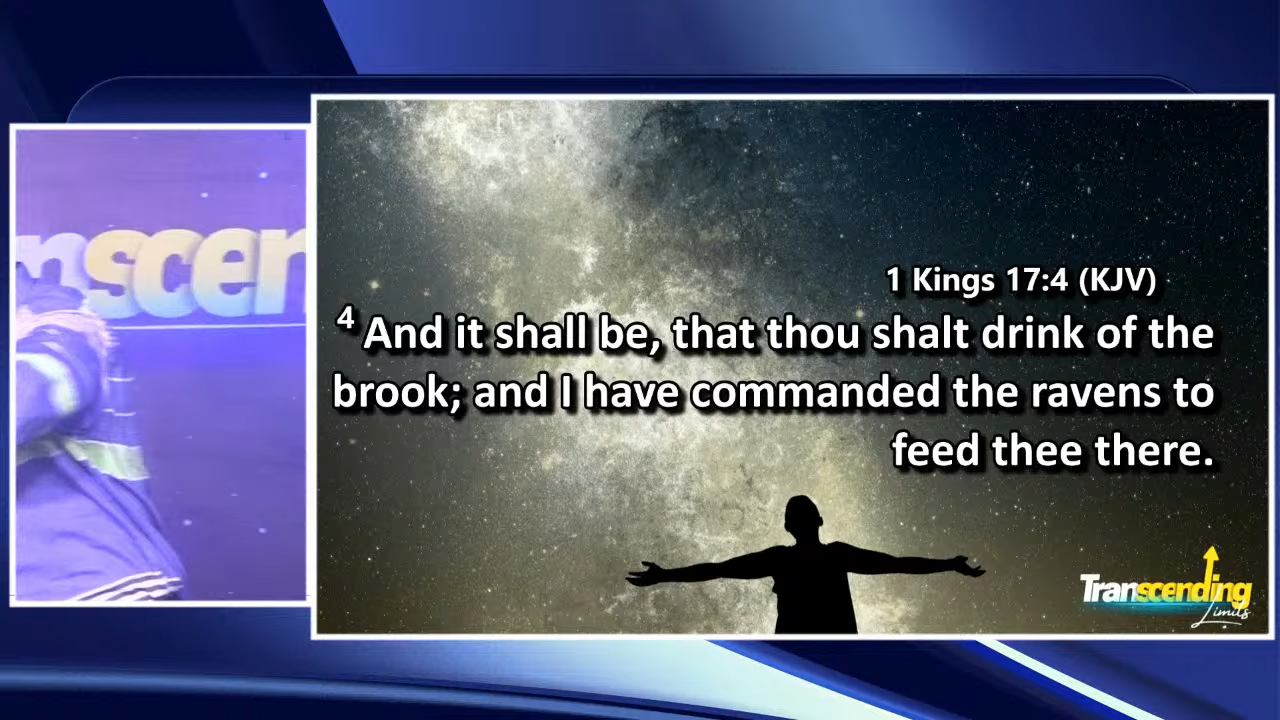 nscen
1 Kings 17:4 (KJV)
4 And it shall be, that thou shalt drink of the
brook; and I have commanded the ravens to
feed thee there.
Transcending
Limits